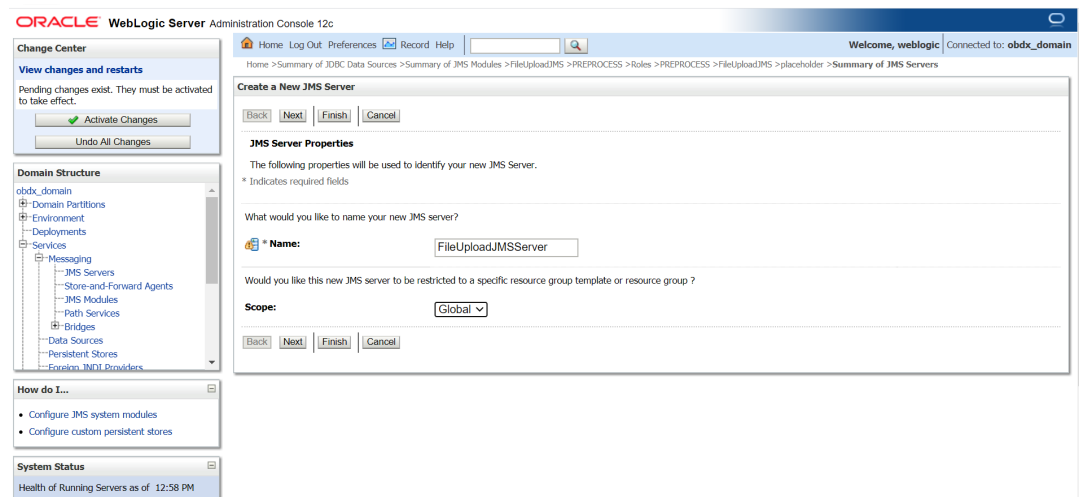 ORACLE WebLogic Server Administration Console 12c
Change Center
View changes and restarts
Pending changes exist. They must be activated
to take effect.
Activate Changes
Undo All Changes
Domain Structure
obdx_domain
Domain Partitions
Environment
Deployments
Services
Messaging
JMS Servers
Store-and-Forward Agents
JMS Modules
Path Services
Bridges
Data Sources
Persistent Stores
Foreign JNDI Providers
How do I...
Configure JMS system modules
Configure custom persistent stores
System Status
Health of Running Servers as of 12:58 PM
Home Log Out Preferences Record Help
Welcome, weblogic Connected to: obdx_domain
Home >Summary of JDBC Data Sources >Summary of JMS Modules >FileUploadJMS >PREPROCESS >Roles >PREPROCESS >FileUploadJMS >placeholder >Summary of JMS Servers
Create a New JMS Server
Back Next Finish Cancel
JMS Server Properties
The following properties will be used to identify your new JMS Server.
* Indicates required fields
What would you like to name your new JMS server?
* Name: FileUploadJMSServer
Would you like this new JMS server to be restricted to a specific resource group template or resource group ?
Scope: Global
Back Next Finish Cancel